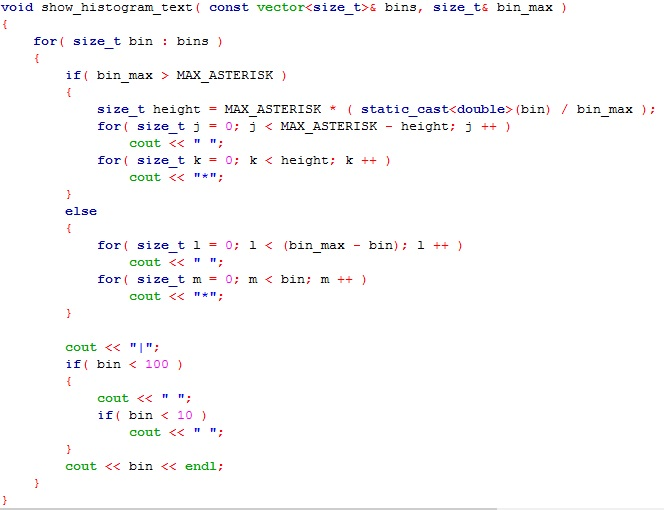 void show_histogram_text( const vector<size_t>& bins, size_t& bin_max )
{
    for( size_t bin : bins )
    {
        if( bin_max > MAX_ASTERISK )
        {
            size_t height = MAX_ASTERISK * ( static_cast<double>(bin) / bin_max );
            for( size_t j = 0; j < MAX_ASTERISK - height; j ++ )
                cout << " ";
            for( size_t k = 0; k < height; k ++ )
                cout << "*";
        }
        else
        {
            for( size_t l = 0; l < (bin_max - bin); l ++ )
                cout << " ";
            for( size_t m = 0; m < bin; m ++ )
                cout << "*";
        }

        cout << "|";
        if( bin < 100 )
        {
            cout << " ";
            if( bin < 10 )
                cout << " ";
        }
        cout << bin << endl;
    }
}